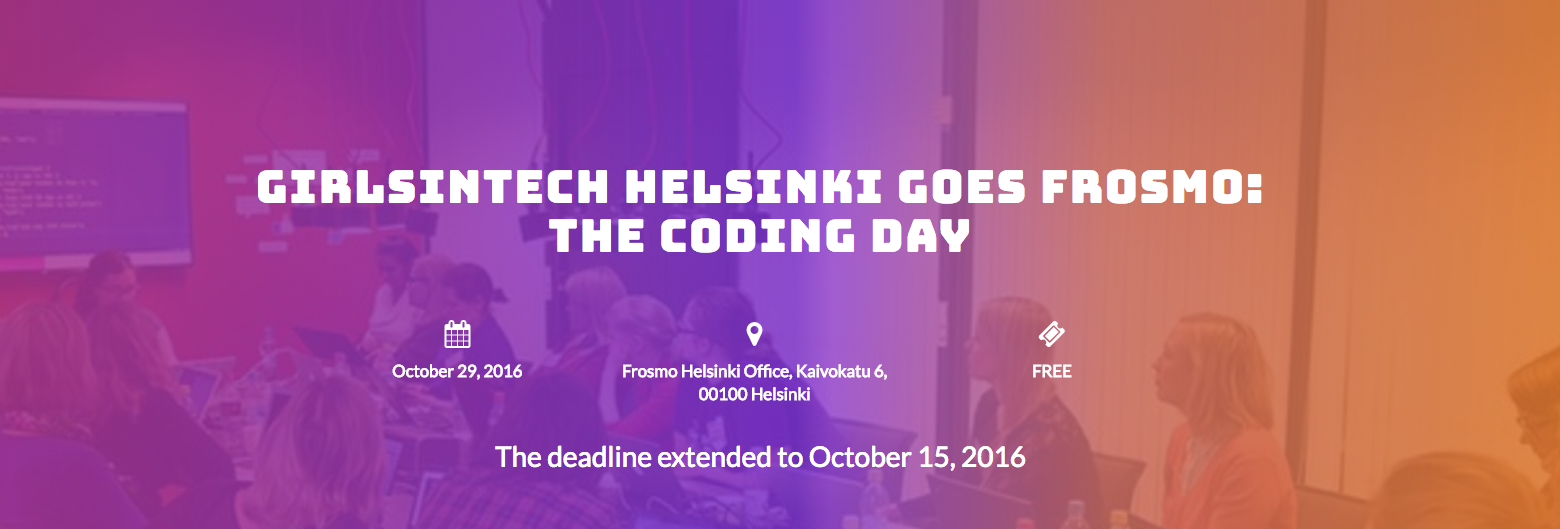 GIRLSINTECH HELSINKI GOES FROSMO:
THE CODING DAY
October 29, 2016
Frosmo Helsinki Office, Kaivokatu 6,
00100 Helsinki
FREE
The deadline extended to October 15, 2016